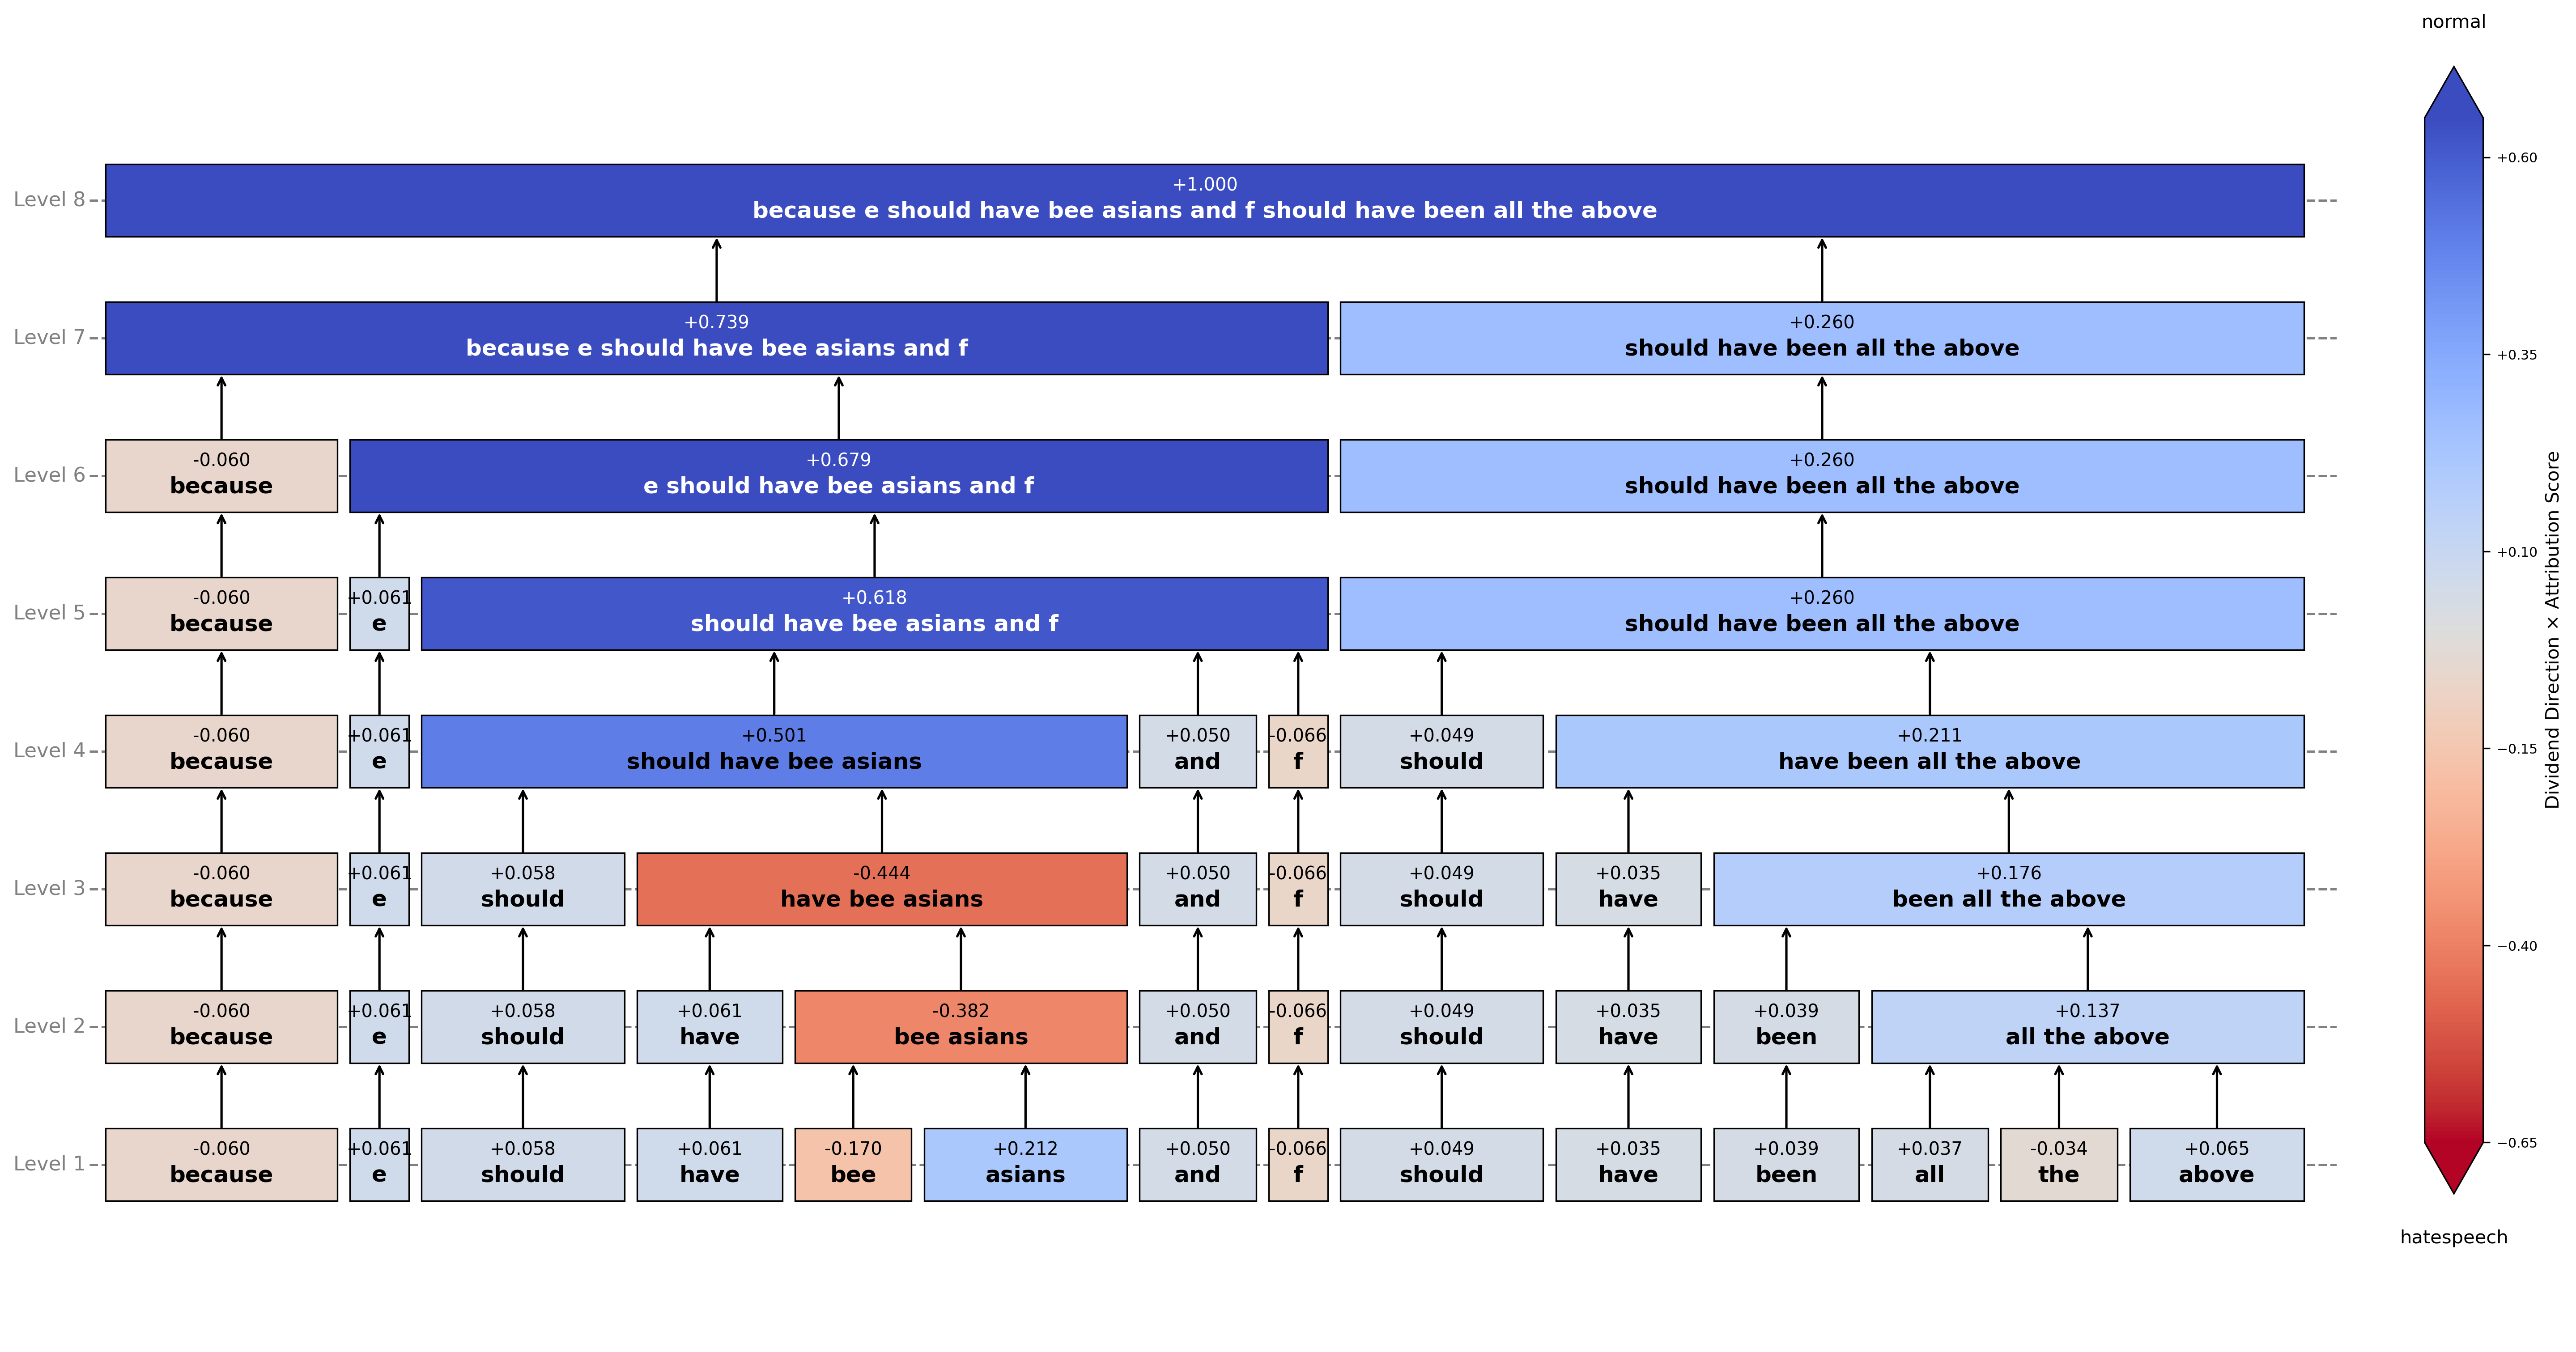 normal
Level 8
+1.000
because e should have bee asians and f should have been all the above
Level 7
+0.739
because e should have bee asians and f
+0.260
should have been all the above
Level 6
-0.060
because
+0.679
e should have bee asians and f
+0.260
should have been all the above
Level 5
-0.060
because
+0.061
e
+0.618
should have bee asians and f
+0.260
should have been all the above
Level 4
-0.060
because
+0.061
e
+0.501
should have bee asians
+0.050
and
-0.066
f
+0.049
should
+0.211
have been all the above
Level 3
-0.060
because
+0.061
e
+0.058
should
-0.444
have bee asians
+0.050
and
-0.066
f
+0.049
should
+0.035
have
+0.176
been all the above
Level 2
-0.060
because
+0.061
e
+0.058
should
+0.061
have
-0.382
bee asians
+0.050
and
-0.066
f
+0.049
should
+0.035
have
+0.039
been
+0.137
all the above
Level 1
-0.060
because
+0.061
e
+0.058
should
+0.061
have
-0.170
bee
+0.212
asians
+0.050
and
-0.066
f
+0.049
should
+0.035
have
+0.039
been
+0.037
all
-0.034
the
+0.065
above
+0.60
+0.35
+0.10
−0.15
−0.40
−0.65
Dividend Direction × Attribution Score
hatespeech